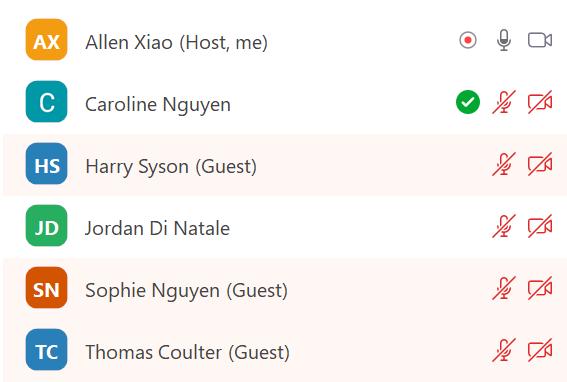 AX Allen Xiao (Host, me)
C Caroline Nguyen
HS Harry Syson (Guest)
JD Jordan Di Natale
SN Sophie Nguyen (Guest)
TC Thomas Coulter (Guest)